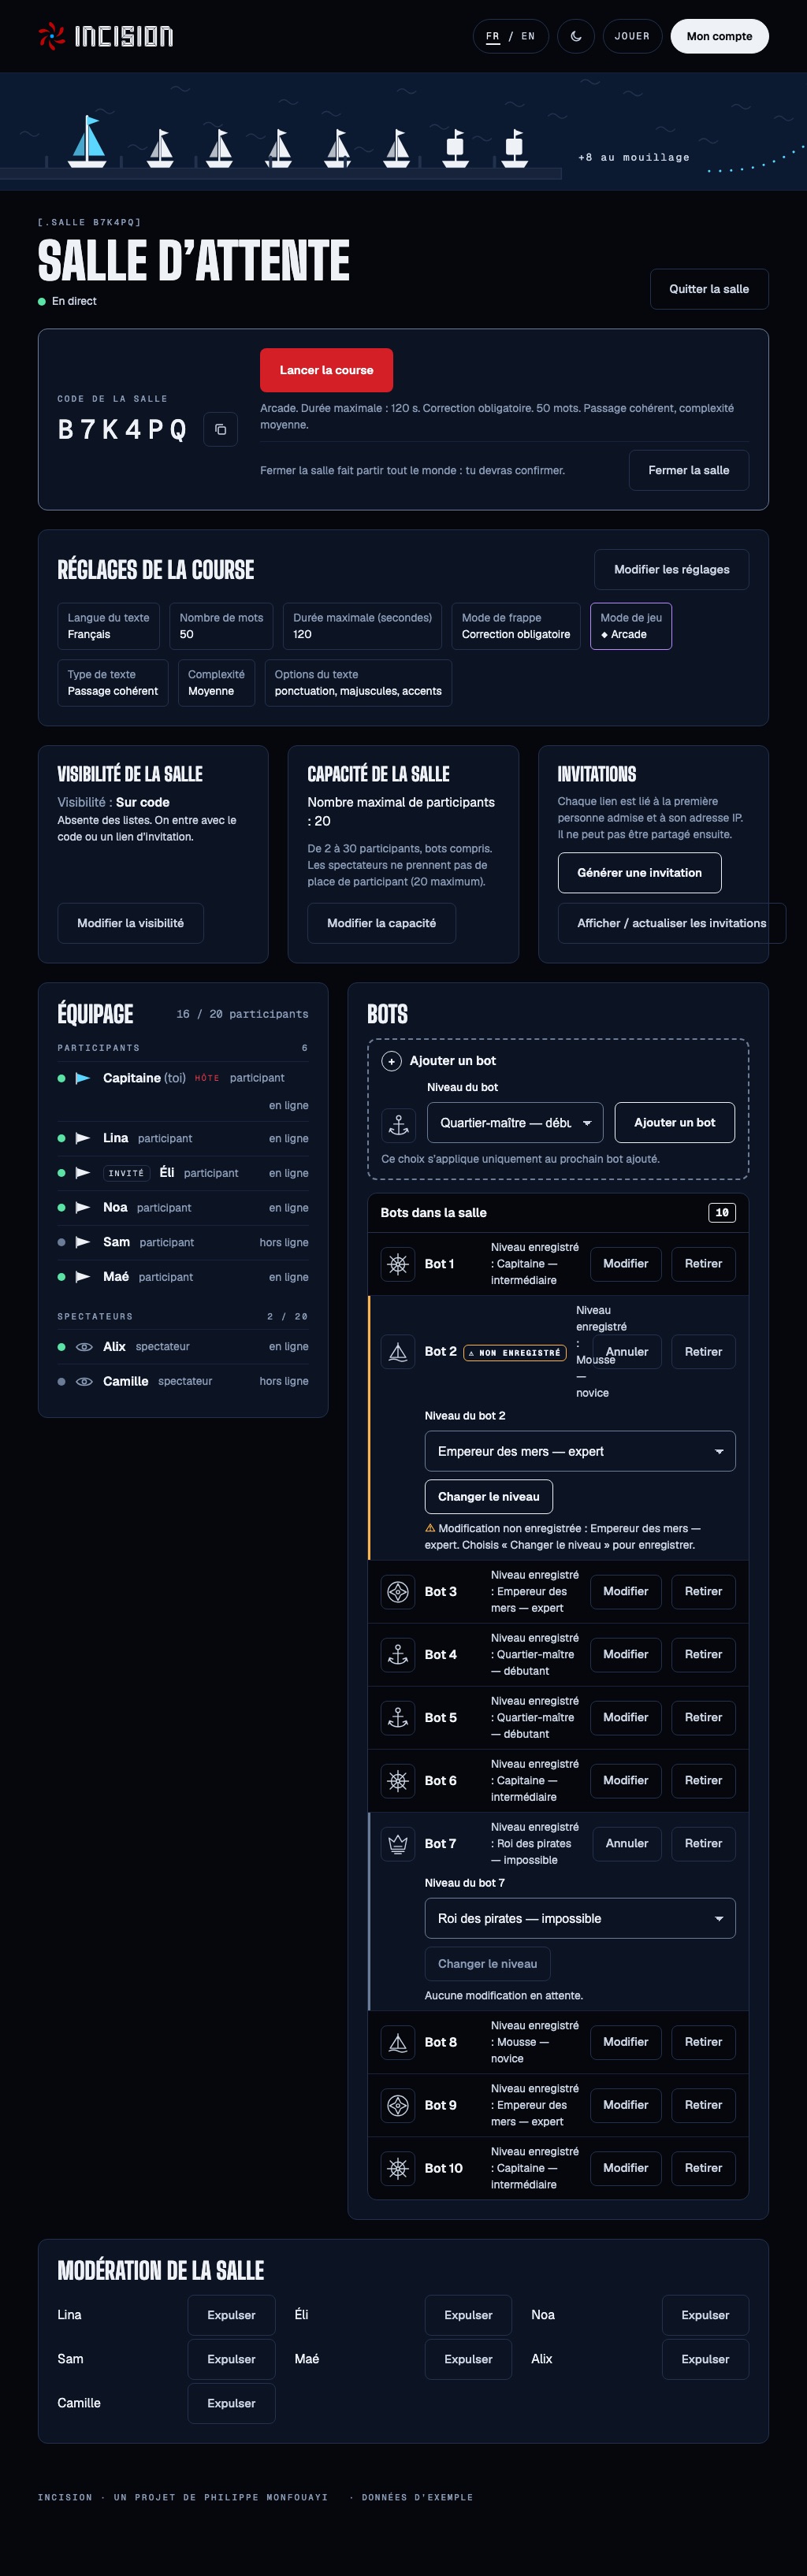 INCISION
FR / EN
JOUER
Mon compte
+8 au mouillage
[.SALLE B7K4PQ]
SALLE D’ATTENTE
En direct
Quitter la salle
CODE DE LA SALLE
B7K4PQ
Lancer la course
Arcade. Durée maximale : 120 s. Correction obligatoire. 50 mots. Passage cohérent, complexité
moyenne.
Fermer la salle fait partir tout le monde : tu devras confirmer.
Fermer la salle
RÉGLAGES DE LA COURSE
Modifier les réglages
Langue du texte
Français
Nombre de mots
50
Durée maximale (secondes)
120
Mode de frappe
Correction obligatoire
Mode de jeu
◆ Arcade
Type de texte
Passage cohérent
Complexité
Moyenne
Options du texte
ponctuation, majuscules, accents
VISIBILITÉ DE LA SALLE
Visibilité : Sur code
Absente des listes. On entre avec le
code ou un lien d’invitation.
Modifier la visibilité
CAPACITÉ DE LA SALLE
Nombre maximal de participants
: 20
De 2 à 30 participants, bots compris.
Les spectateurs ne prennent pas de
place de participant (20 maximum).
Modifier la capacité
INVITATIONS
Chaque lien est lié à la première
personne admise et à son adresse IP.
Il ne peut pas être partagé ensuite.
Générer une invitation
Afficher / actualiser les invitations
ÉQUIPAGE
16 / 20 participants
PARTICIPANTS 6
Capitaine (toi) HÔTE participant
en ligne
Lina participant en ligne
INVITÉ Éli participant en ligne
Noa participant en ligne
Sam participant hors ligne
Maé participant en ligne
SPECTATEURS 2 / 20
Alix spectateur en ligne
Camille spectateur hors ligne
BOTS
+ Ajouter un bot
Niveau du bot
Quartier-maître — débu
Ajouter un bot
Ce choix s’applique uniquement au prochain bot ajouté.
Bots dans la salle 10
Bot 1
Niveau enregistré
: Capitaine —
intermédiaire
Modifier
Retirer
Bot 2
⚠ NON ENREGISTRÉ
Niveau
enregistré
:
Mousse
—
novice
Annuler
Retirer
Niveau du bot 2
Empereur des mers — expert
Changer le niveau
⚠ Modification non enregistrée : Empereur des mers —
expert. Choisis « Changer le niveau » pour enregistrer.
Bot 3
Niveau enregistré
: Empereur des
mers — expert
Modifier
Retirer
Bot 4
Niveau enregistré
: Quartier-maître
— débutant
Modifier
Retirer
Bot 5
Niveau enregistré
: Quartier-maître
— débutant
Modifier
Retirer
Bot 6
Niveau enregistré
: Capitaine —
intermédiaire
Modifier
Retirer
Bot 7
Niveau enregistré
: Roi des pirates
— impossible
Annuler
Retirer
Niveau du bot 7
Roi des pirates — impossible
Changer le niveau
Aucune modification en attente.
Bot 8
Niveau enregistré
: Mousse —
novice
Modifier
Retirer
Bot 9
Niveau enregistré
: Empereur des
mers — expert
Modifier
Retirer
Bot 10
Niveau enregistré
: Capitaine —
intermédiaire
Modifier
Retirer
MODÉRATION DE LA SALLE
Lina Expulser Éli Expulser Noa Expulser
Sam Expulser Maé Expulser Alix Expulser
Camille Expulser
INCISION · UN PROJET DE PHILIPPE MONFOUAYI · DONNÉES D’EXEMPLE